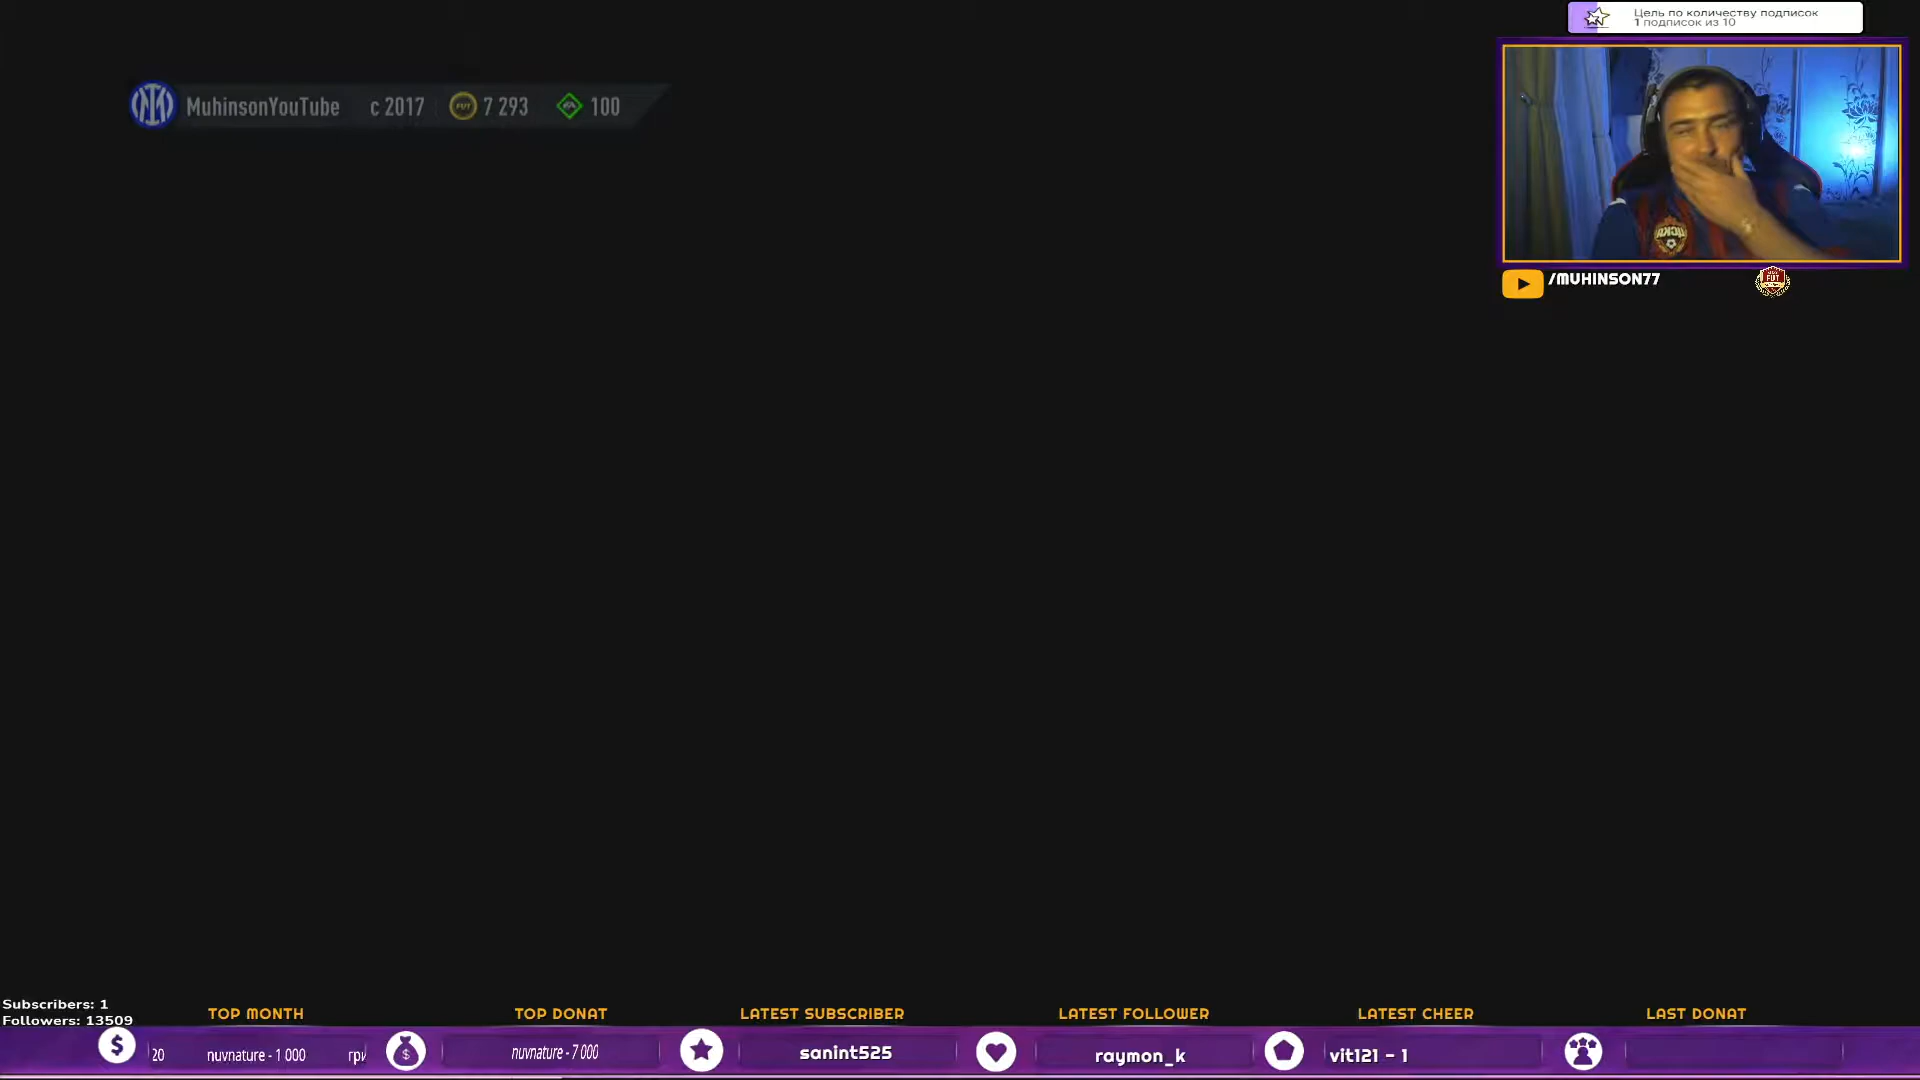 Цель по количеству подписок
1 подписок из 10
MuhinsonYouTube с 2017 FUT 7 293 100
/MUHINSON77
FUT
Subscribers: 1
Followers: 13509
TOP MONTH TOP DONAT LATEST SUBSCRIBER LATEST FOLLOWER LATEST CHEER LAST DONAT
20 nuvnature - 1 000 nuvnature - 7 000 sanint525 raymon_k vit121 - 1